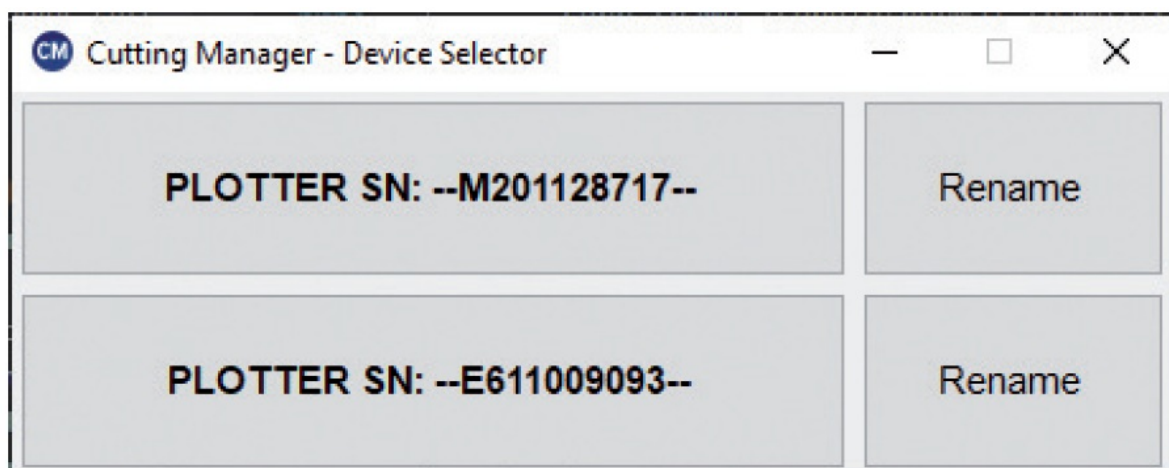 CM Cutting Manager - Device Selector
PLOTTER SN: --M201128717-- Rename
PLOTTER SN: --E611009093-- Rename